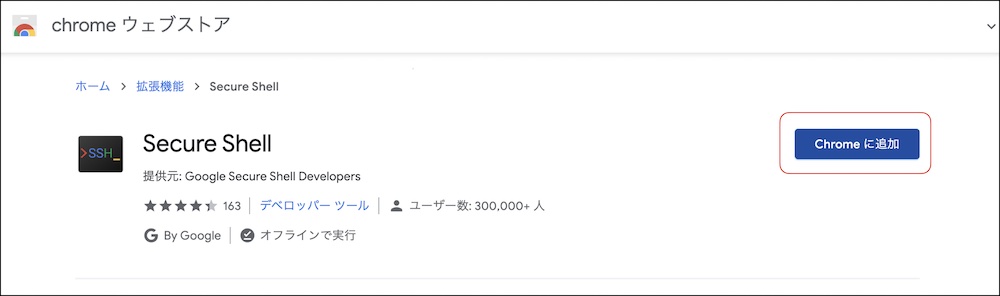 chrome ウェブストア
ホーム > 拡張機能 > Secure Shell
>SSH_
Secure Shell
Chrome に追加
提供元: Google Secure Shell Developers
163 デベロッパー ツール ユーザー数: 300,000+ 人
By Google オフラインで実行